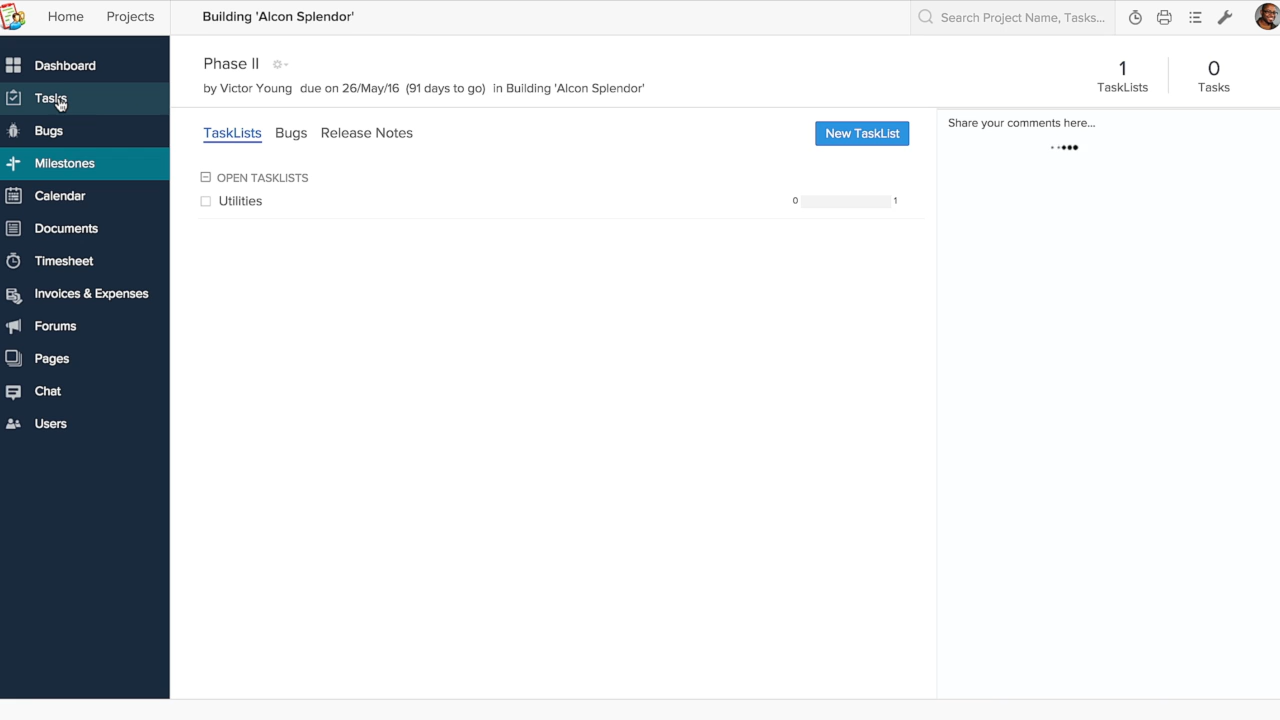 Home Projects Building 'Alcon Splendor' Search Project Name, Tasks...
Dashboard
Tasks
Bugs
Milestones
Calendar
Documents
Timesheet
Invoices & Expenses
Forums
Pages
Chat
Users
Phase II
by Victor Young due on 26/May/16 (91 days to go) in Building 'Alcon Splendor'
1
TaskLists
0
Tasks
TaskLists Bugs Release Notes New TaskList
OPEN TASKLISTS
Utilities 0 1
Share your comments here...